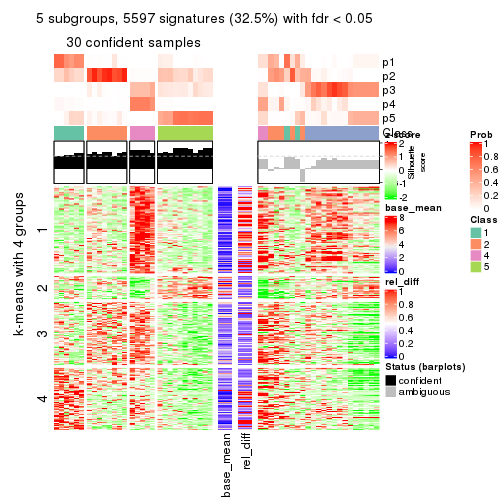 5 subgroups, 5597 signatures (32.5%) with fdr < 0.05
30 confident samples
p1
p2
p3
p4
p5
Class
z-score
2
1
0
-1
-2
Silhouette
score
Prob
1
0.8
0.6
0.4
0.2
0
base_mean
8
6
4
2
0
Class
1
2
4
5
rel_diff
1
0.8
0.6
0.4
0.2
0
Status (barplots)
confident
ambiguous
k-means with 4 groups
1
2
3
4
base_mean
rel_diff